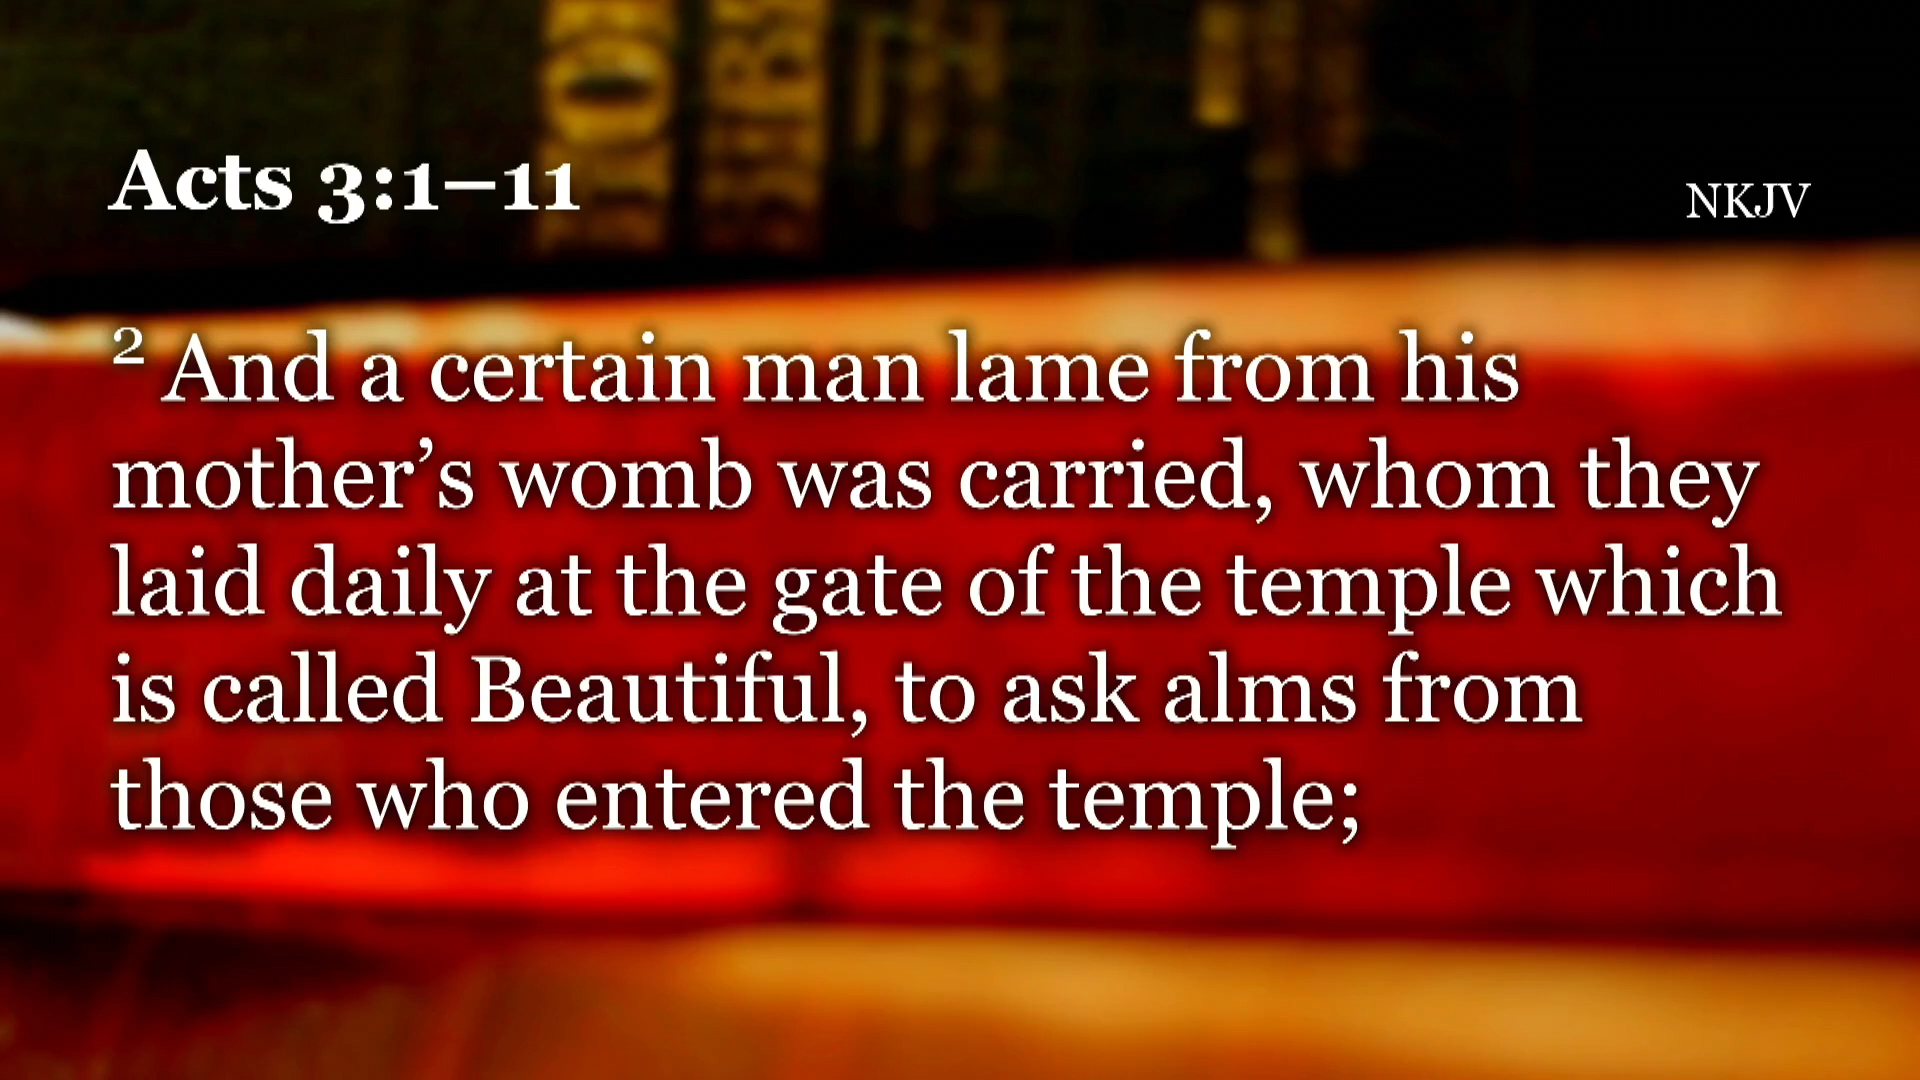 Acts 3:1–11
NKJV
2 And a certain man lame from his
mother’s womb was carried, whom they
laid daily at the gate of the temple which
is called Beautiful, to ask alms from
those who entered the temple;